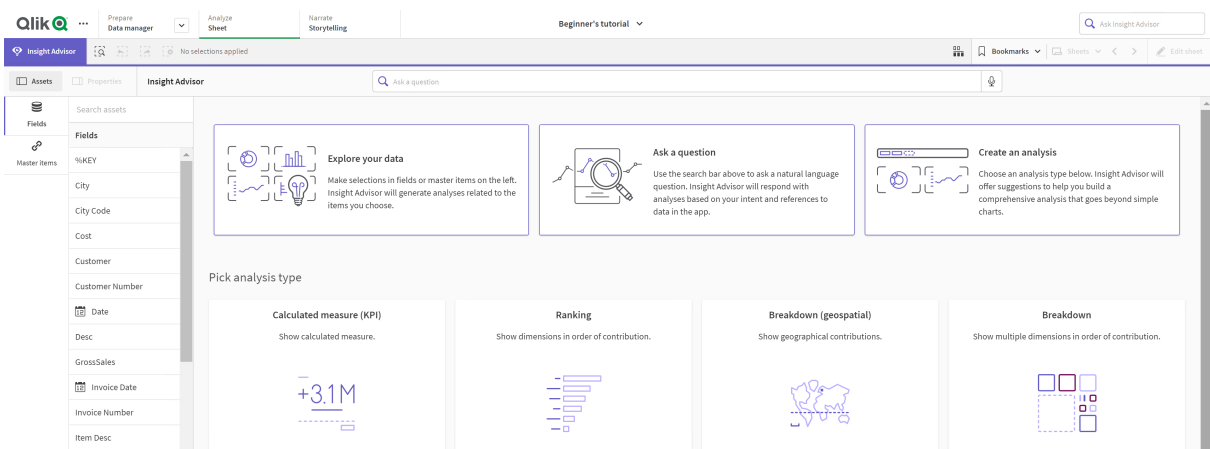 Qlik
Prepare
Data manager
Analyze
Sheet
Narrate
Storytelling
Beginner's tutorial
Ask Insight Advisor
Insight Advisor
No selections applied
Bookmarks
Sheets
Edit sheet
Assets
Properties
Insight Advisor
Ask a question
Fields
Master items
Search assets
Fields
%KEY
City
City Code
Cost
Customer
Customer Number
Date
Desc
GrossSales
Invoice Date
Invoice Number
Item Desc
Explore your data
Make selections in fields or master items on the left.
Insight Advisor will generate analyses related to the
items you choose.
Ask a question
Use the search bar above to ask a natural language
question. Insight Advisor will respond with
analyses based on your intent and references to
data in the app.
Create an analysis
Choose an analysis type below. Insight Advisor will
offer suggestions to help you build a
comprehensive analysis that goes beyond simple
charts.
Pick analysis type
Calculated measure (KPI)
Show calculated measure.
+3.1M
Ranking
Show dimensions in order of contribution.
Breakdown (geospatial)
Show geographical contributions.
Breakdown
Show multiple dimensions in order of contribution.